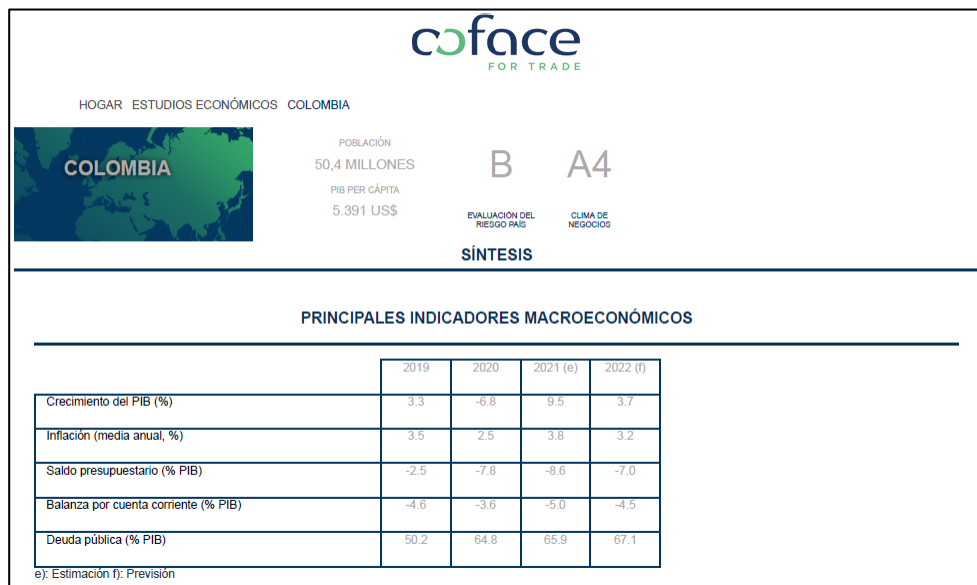 coface
FOR TRADE
HOGAR ESTUDIOS ECONÓMICOS COLOMBIA
COLOMBIA
POBLACIÓN
50,4 MILLONES
PIB PER CÁPITA
5.391 US$
B
EVALUACIÓN DEL
RIESGO PAÍS
A4
CLIMA DE
NEGOCIOS
SÍNTESIS
PRINCIPALES INDICADORES MACROECONÓMICOS
2019 2020 2021 (e) 2022 (f)
Crecimiento del PIB (%) 3.3 -6.8 9.5 3.7
Inflación (media anual, %) 3.5 2.5 3.8 3.2
Saldo presupuestario (% PIB) -2.5 -7.8 -8.6 -7.0
Balanza por cuenta corriente (% PIB) -4.6 -3.6 -5.0 -4.5
Deuda pública (% PIB) 50.2 64.8 65.9 67.1
e): Estimación f): Previsión